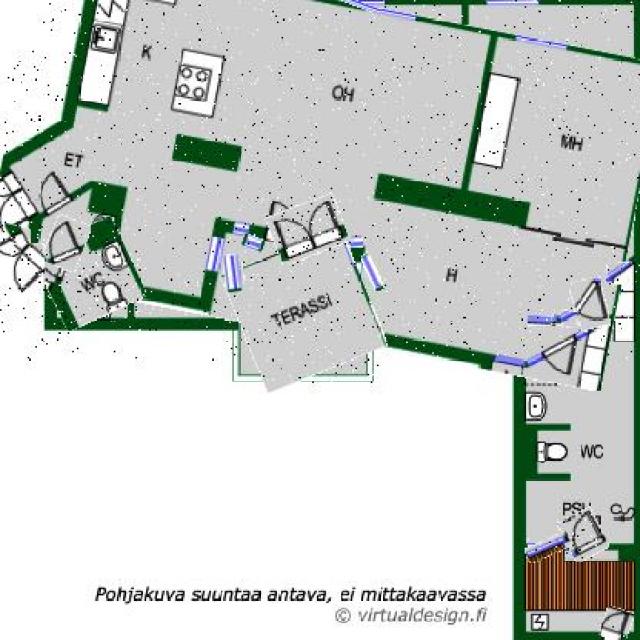 K
OH
ET
MH
WC
H
TERASSI
WC
PSH
Pohjakuva suuntaa antava, ei mittakaavassa
© virtualdesign.fi